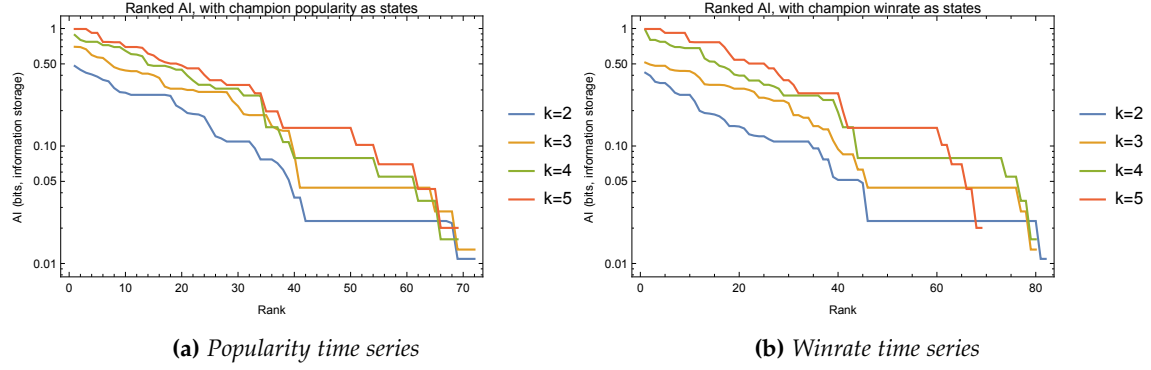 Ranked AI, with champion popularity as states
AI (bits, information storage)
1
0.50
0.10
0.05
0.01
0 10 20 30 40 50 60 70
Rank
k=2
k=3
k=4
k=5
(a) Popularity time series
Ranked AI, with champion winrate as states
AI (bits, information storage)
1
0.50
0.10
0.05
0.01
0 20 40 60 80
Rank
k=2
k=3
k=4
k=5
(b) Winrate time series